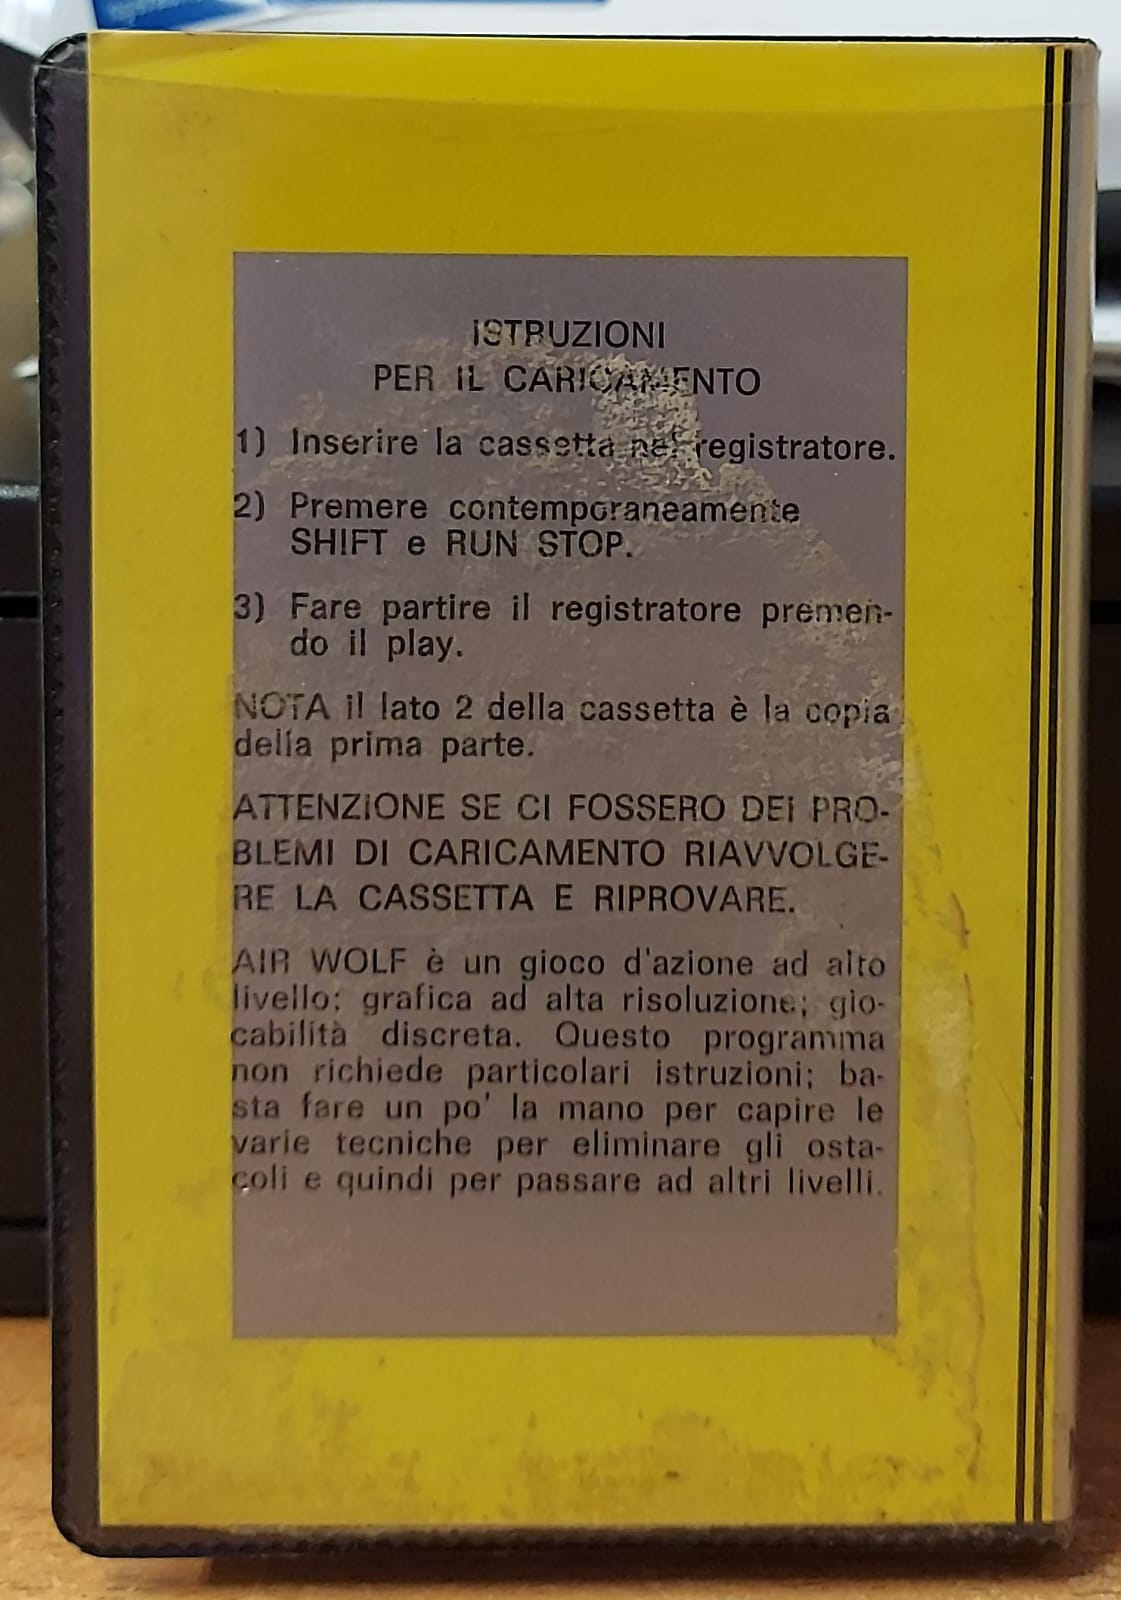 ISTRUZIONI
PER IL CARICAMENTO
1) Inserire la cassetta nel registratore.
2) Premere contemporaneamente
SHIFT e RUN STOP.
3) Fare partire il registratore premen-
do il play.
NOTA il lato 2 della cassetta è la copia
della prima parte.
ATTENZIONE SE CI FOSSERO DEI PRO-
BLEMI DI CARICAMENTO RIAVVOLGE-
RE LA CASSETTA E RIPROVARE.
AIR WOLF è un gioco d'azione ad alto
livello; grafica ad alta risoluzione; gio-
cabilità discreta. Questo programma
non richiede particolari istruzioni; ba-
sta fare un po' la mano per capire le
varie tecniche per eliminare gli osta-
coli e quindi per passare ad altri livelli.